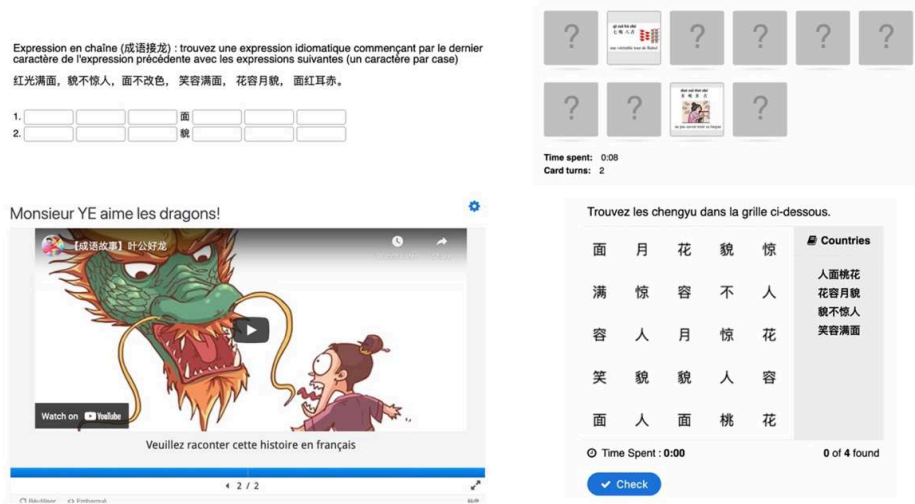 Expression en chaîne (成语接龙) : trouvez une expression idiomatique commençant par le dernier
caractère de l'expression précédente avec les expressions suivantes (un caractère par case)
红光满面，貌不惊人，面不改色， 笑容满面， 花容月貌， 面红耳赤。
1. 面
2. 貌
? ? ? ? ?
七嘴八舌
? ? ?
Time spent: 0:08
Card turns: 2
Monsieur YE aime les dragons!
【成语故事】叶公好龙
Watch on YouTube
Veuillez raconter cette histoire en français
2 / 2
Réutiliser <> Embarqué
H5P
Trouvez les chengyu dans la grille ci-dessous.
面 月 花 貌 惊
满 惊 容 不 人
容 人 月 惊 花
笑 貌 貌 人 容
面 人 面 桃 花
Countries
人面桃花
花容月貌
貌不惊人
笑容满面
Time Spent : 0:00
0 of 4 found
Check